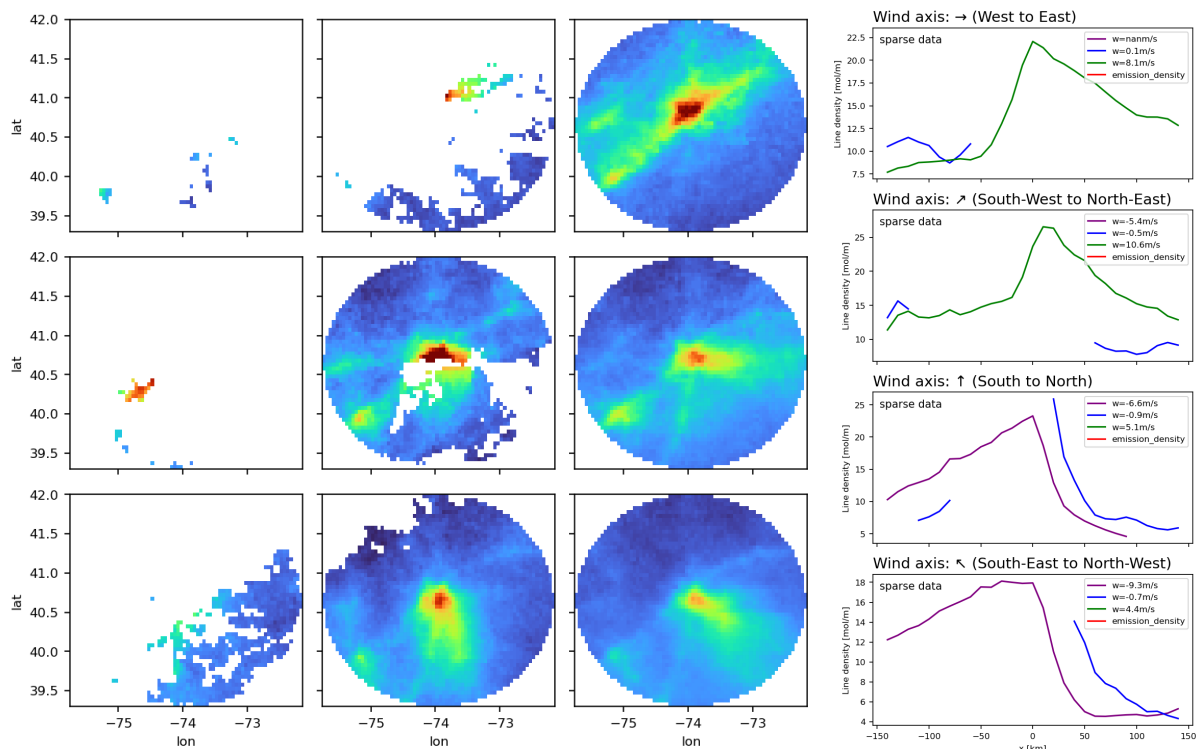 42.0
41.5
41.0
40.5
40.0
39.5
lat
42.0
41.5
41.0
40.5
40.0
39.5
lat
42.0
41.5
41.0
40.5
40.0
39.5
lat
−75
−74
−73
lon
−75
−74
−73
lon
−75
−74
−73
lon
Wind axis: → (West to East)
sparse data
w=nanm/s
w=0.1m/s
w=8.1m/s
emission_density
22.5
20.0
17.5
15.0
12.5
10.0
7.5
Line density [mol/m]
Wind axis: ↗ (South-West to North-East)
sparse data
w=-5.4m/s
w=-0.5m/s
w=10.6m/s
emission_density
25
20
15
10
Line density [mol/m]
Wind axis: ↑ (South to North)
sparse data
w=-6.6m/s
w=-0.9m/s
w=5.1m/s
emission_density
25
20
15
10
5
Line density [mol/m]
Wind axis: ↖ (South-East to North-West)
sparse data
w=-9.3m/s
w=-0.7m/s
w=4.4m/s
emission_density
18
16
14
12
10
8
6
4
Line density [mol/m]
−150
−100
−50
0
50
100
150
x [km]